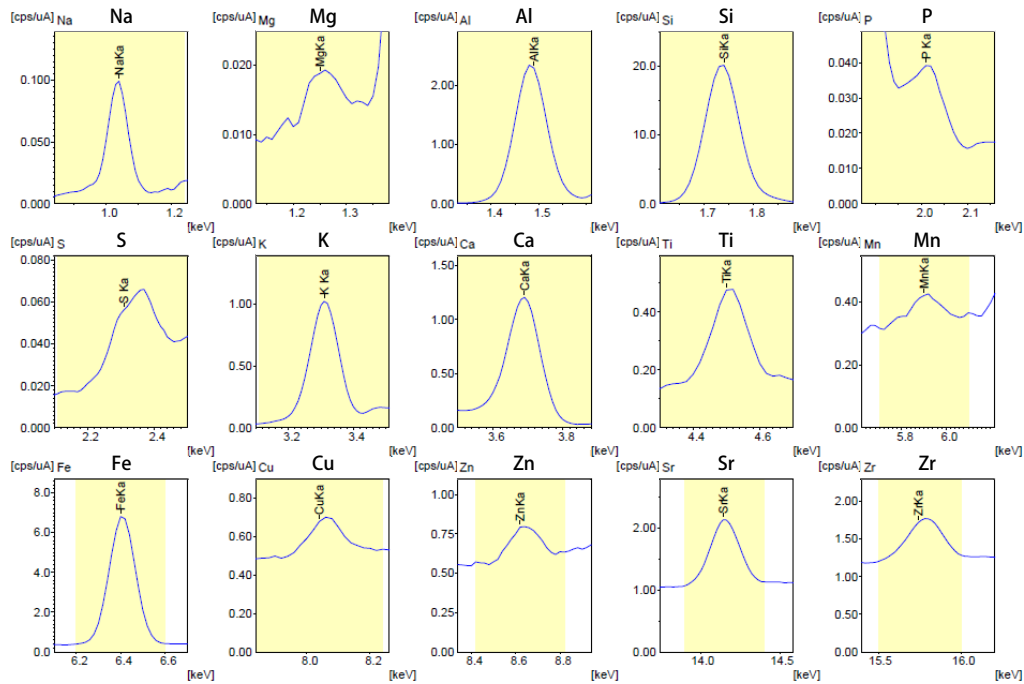 [cps/uA] Na Na
NaKa
0.100
0.050
0.000
1.0 1.2
[keV]
[cps/uA] Mg Mg
MgKa
0.020
0.010
0.000
1.2 1.3
[keV]
[cps/uA] Al Al
AlKa
2.00
1.00
0.00
1.4 1.5
[keV]
[cps/uA] Si Si
SiKa
20.0
10.0
0.0
1.7 1.8
[keV]
[cps/uA] P P
P Ka
0.040
0.030
0.020
0.010
0.000
2.0 2.1
[keV]
[cps/uA] S S
S Ka
0.080
0.060
0.040
0.020
0.000
2.2 2.4
[keV]
[cps/uA] K K
K Ka
1.00
0.50
0.00
3.2 3.4
[keV]
[cps/uA] Ca Ca
CaKa
1.50
1.00
0.50
0.00
3.6 3.8
[keV]
[cps/uA] Ti Ti
TiKa
0.40
0.20
0.00
4.4 4.6
[keV]
[cps/uA] Mn Mn
MnKa
0.40
0.20
0.00
5.8 6.0
[keV]
[cps/uA] Fe Fe
FeKa
8.0
6.0
4.0
2.0
0.0
6.2 6.4 6.6
[keV]
[cps/uA] Cu Cu
CuKa
0.80
0.60
0.40
0.20
0.00
8.0 8.2
[keV]
[cps/uA] Zn Zn
ZnKa
1.00
0.50
0.00
8.4 8.6 8.8
[keV]
[cps/uA] Sr Sr
SrKa
2.00
1.00
0.00
14.0 14.5
[keV]
[cps/uA] Zr Zr
ZrKa
2.00
1.50
1.00
0.50
0.00
15.5 16.0
[keV]